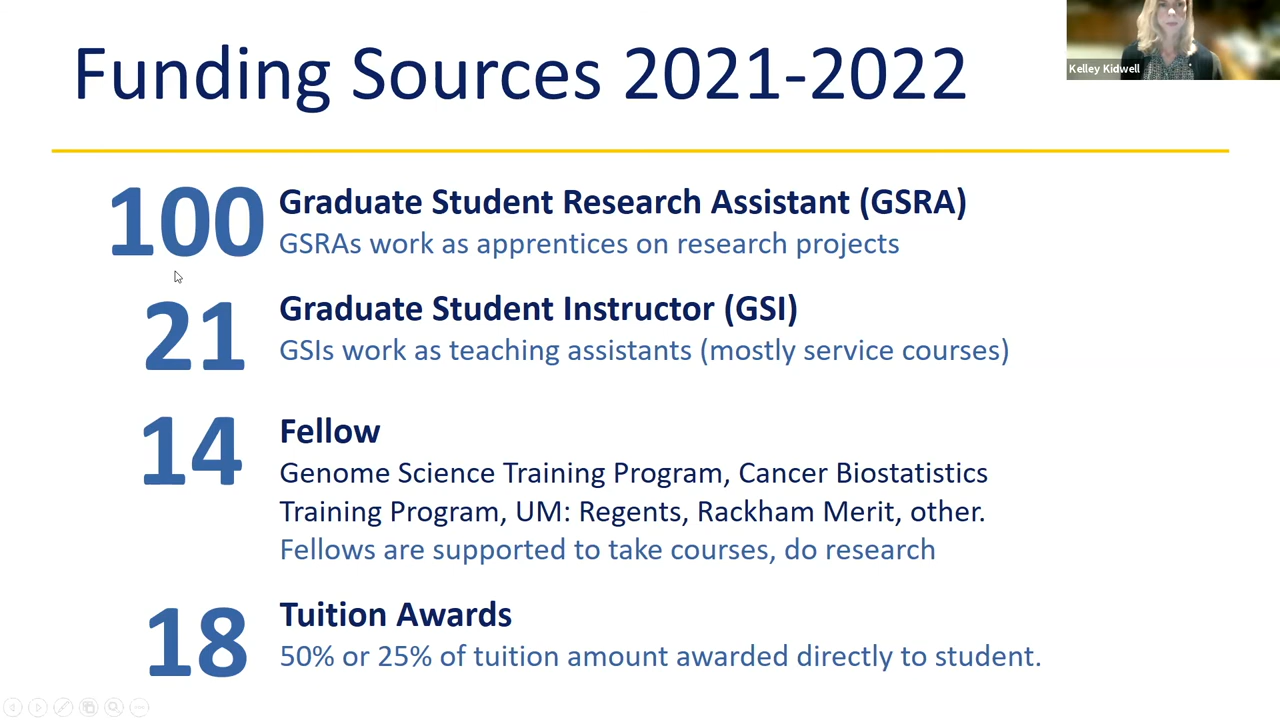 Funding Sources 2021-2022
Kelley Kidwell
100
Graduate Student Research Assistant (GSRA)
GSRAs work as apprentices on research projects
21
Graduate Student Instructor (GSI)
GSIs work as teaching assistants (mostly service courses)
14
Fellow
Genome Science Training Program, Cancer Biostatistics
Training Program, UM: Regents, Rackham Merit, other.
Fellows are supported to take courses, do research
18
Tuition Awards
50% or 25% of tuition amount awarded directly to student.